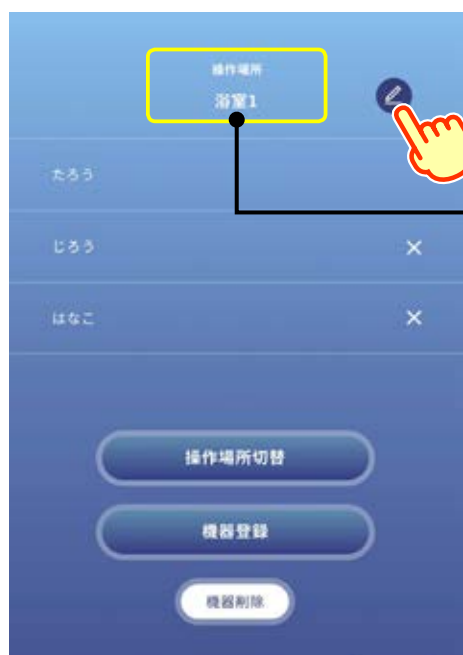 操作場所
浴室1
たろう
じろう
はなこ
操作場所切替
機器登録
機器削除